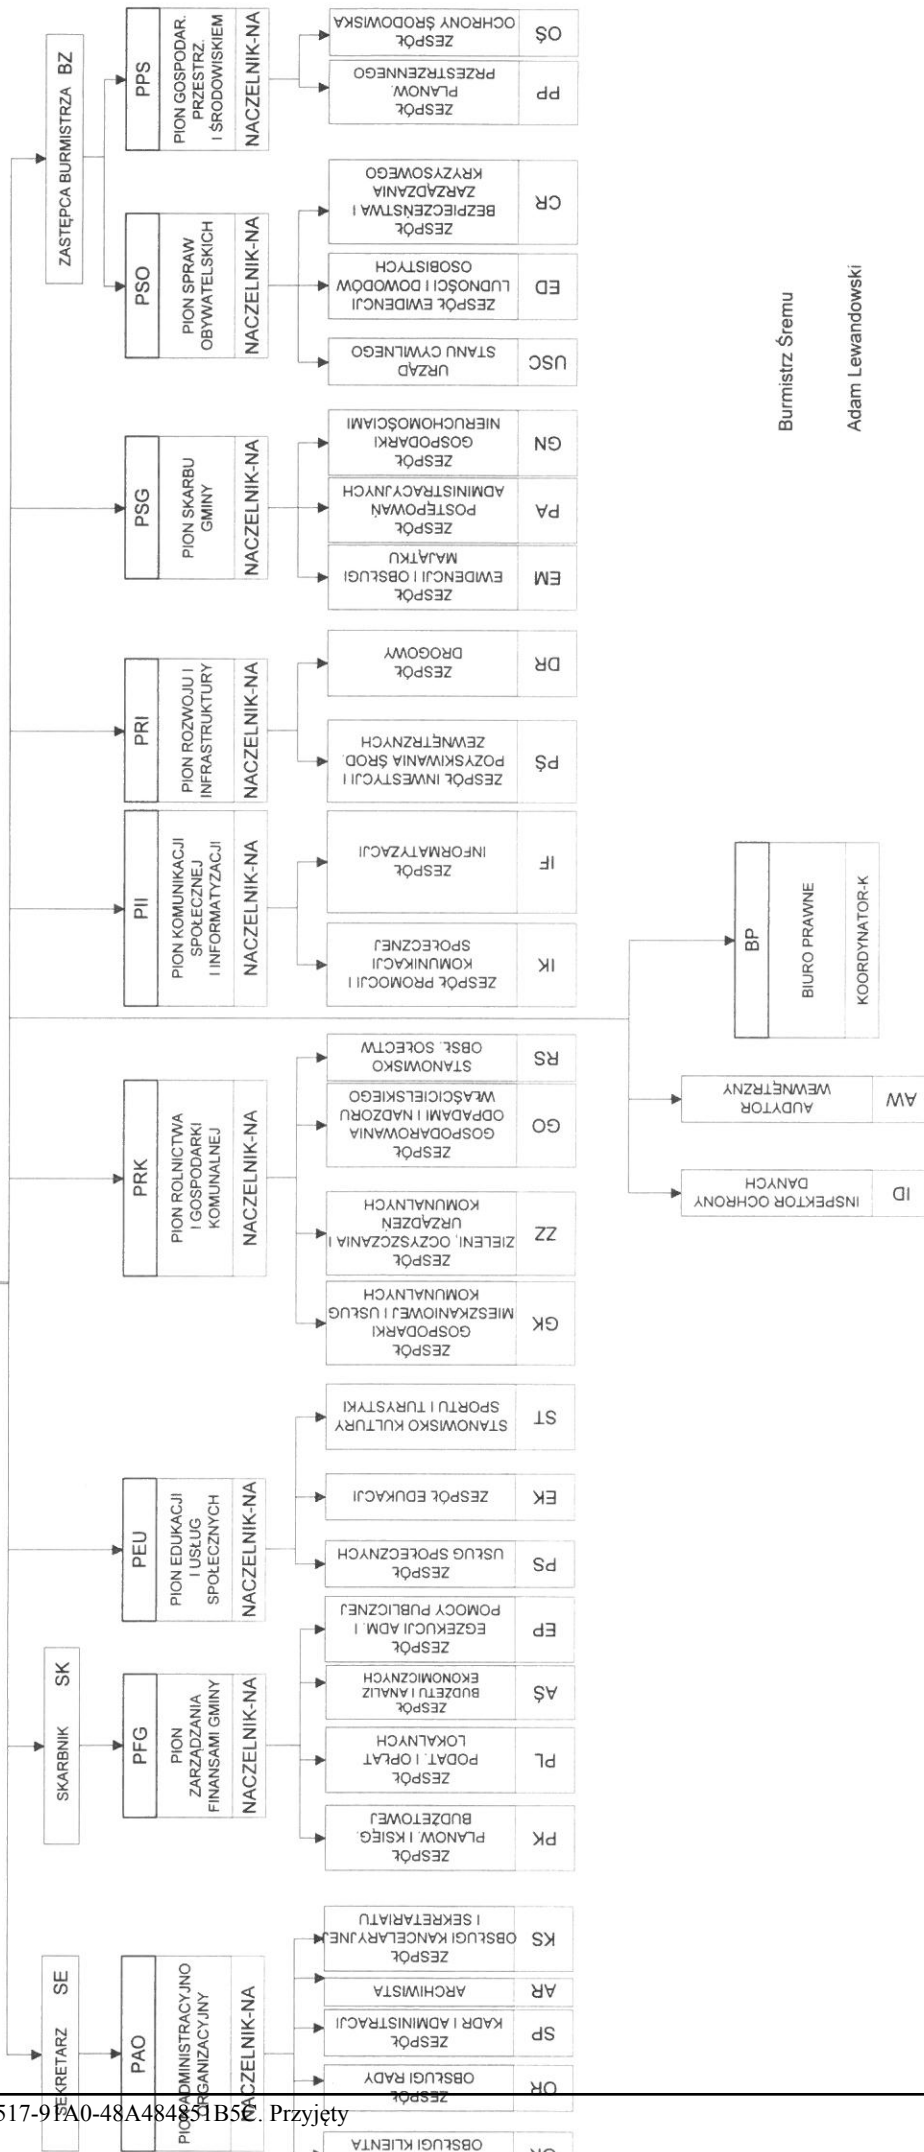 SEKRETARZ SE
SKARBNIK SK
ZASTĘPCA BURMISTRZA BZ
PAO
PION ADMINISTRACYJNO
ORGANIZACYJNY
NACZELNIK-NA
OBSŁUGI KLIENTA
ZESPÓŁ
OBSŁUGI RADY
OR
ZESPÓŁ
KADR I ADMINISTRACJI
SP
ARCHIWISTA
AR
ZESPÓŁ
OBSŁUGI KANCELARYJNEJ
I SEKRETARIATU
KS
PFG
PION
ZARZĄDZANIA
FINANSAMI GMINY
NACZELNIK-NA
ZESPÓŁ
PLANOW. I KSIĘG.
BUDŻETOWEJ
PK
ZESPÓŁ
PODAT. I OPŁAT
LOKALNYCH
PL
ZESPÓŁ
BUDŻETU I ANALIZ
EKONOMICZNYCH
AŚ
ZESPÓŁ
EGZEKUCJI ADM. I
POMOCY PUBLICZNEJ
EP
PEU
PION EDUKACJI
I USŁUG
SPOŁECZNYCH
NACZELNIK-NA
ZESPÓŁ
USŁUG SPOŁECZNYCH
PS
ZESPÓŁ EDUKACJI
EK
STANOWISKO KULTURY
SPORTU I TURYSTYKI
ST
PRK
PION ROLNICTWA
I GOSPODARKI
KOMUNALNEJ
NACZELNIK-NA
ZESPÓŁ
GOSPODARKI
MIESZKANIOWEJ I USŁUG
KOMUNALNYCH
GK
ZESPÓŁ
ZIELENI, OCZYSZCZANIA I
URZĄDZEŃ
KOMUNALNYCH
ZZ
ZESPÓŁ
GOSPODAROWANIA
ODPADAMI I NADZORU
WŁAŚCICIELSKIEGO
GO
STANOWISKO
OBSŁ. SOŁECTW
RS
PII
PION KOMUNIKACJI
SPOŁECZNEJ
I INFORMATYZACJI
NACZELNIK-NA
ZESPÓŁ PROMOCJI I
KOMUNIKACJI
SPOŁECZNEJ
IK
ZESPÓŁ
INFORMATYZACJI
IF
PRI
PION ROZWOJU I
INFRASTRUKTURY
NACZELNIK-NA
ZESPÓŁ INWESTYCJI I
POZYSKIWANIA ŚROD.
ZEWNĘTRZNYCH
PŚ
ZESPÓŁ
DROGOWY
DR
PSG
PION SKARBU
GMINY
NACZELNIK-NA
ZESPÓŁ
EWIDENCJI I OBSŁUGI
MAJĄTKU
EM
ZESPÓŁ
POSTĘPOWAŃ
ADMINISTRACYJNYCH
PA
ZESPÓŁ
GOSPODARKI
NIERUCHOMOŚCIAMI
GN
PSO
PION SPRAW
OBYWATELSKICH
NACZELNIK-NA
URZĄD
STANU CYWILNEGO
USC
ZESPÓŁ EWIDENCJI
LUDNOŚCI I DOWODÓW
OSOBISTYCH
ED
ZESPÓŁ
BEZPIECZEŃSTWA I
ZARZĄDZANIA
KRYZYSOWEGO
CR
PPS
PION GOSPODAR.
PRZESTRZ.
I ŚRODOWISKIEM
NACZELNIK-NA
ZESPÓŁ
PLANOW.
PRZESTRZENNEGO
PP
ZESPÓŁ
OCHRONY ŚRODOWISKA
OŚ
INSPEKTOR OCHRONY
DANYCH
ID
AUDYTOR
WEWNĘTRZNY
AW
BP
BIURO PRAWNE
KOORDYNATOR-K
Burmistrz Śremu
Adam Lewandowski
517-91A0-48A484851B5C. Przyjęty